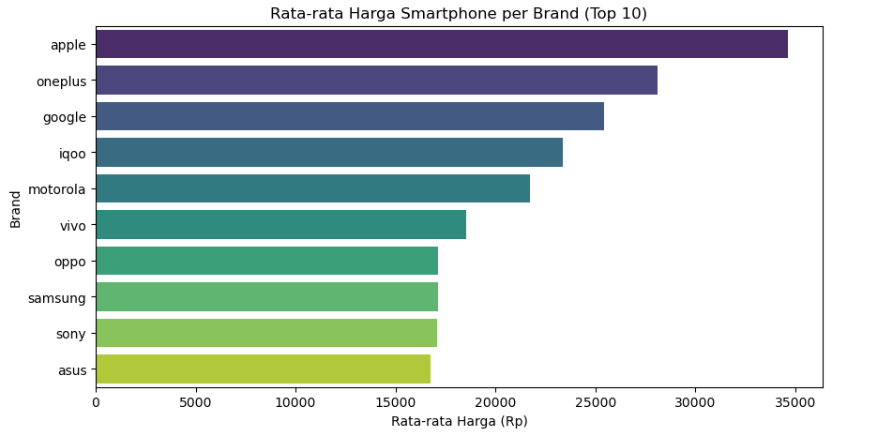 Rata-rata Harga Smartphone per Brand (Top 10)
apple
oneplus
google
iqoo
motorola
vivo
oppo
samsung
sony
asus
Brand
0 5000 10000 15000 20000 25000 30000 35000
Rata-rata Harga (Rp)